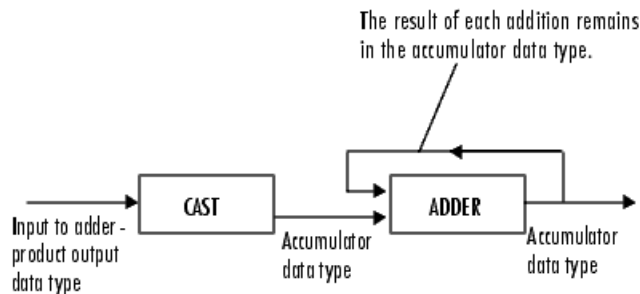 The result of each addition remains
in the accumulator data type.
CAST
ADDER
Input to adder -
product output
data type
Accumulator
data type
Accumulator
data type